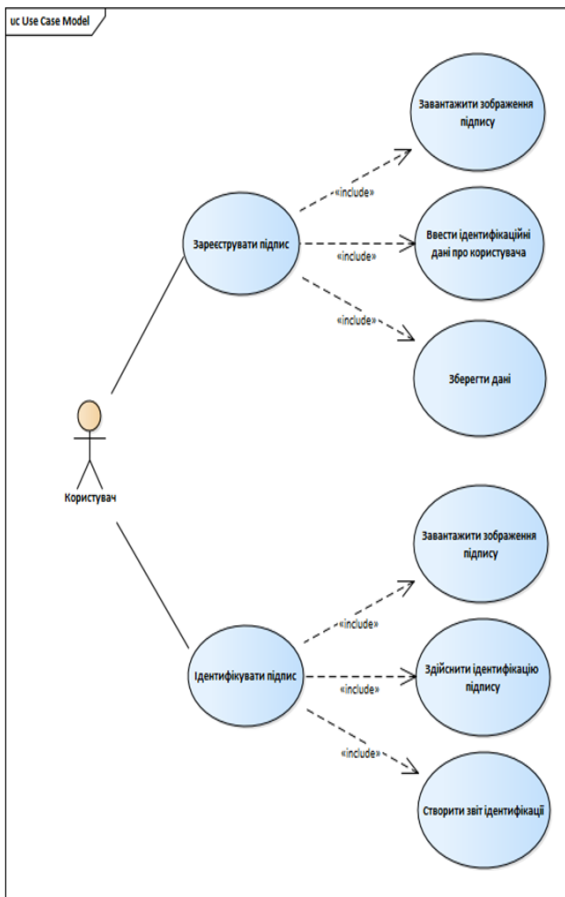 uc Use Case Model
Завантажити зображення
підпису
«include»
Зареєструвати підпис
Ввести ідентифікаційні
дані про користувача
«include»
«include»
Зберегти дані
Користувач
Завантажити зображення
підпису
«include»
Ідентифікувати підпис
Здійснити ідентифікацію
підпису
«include»
«include»
Створити звіт ідентифікації